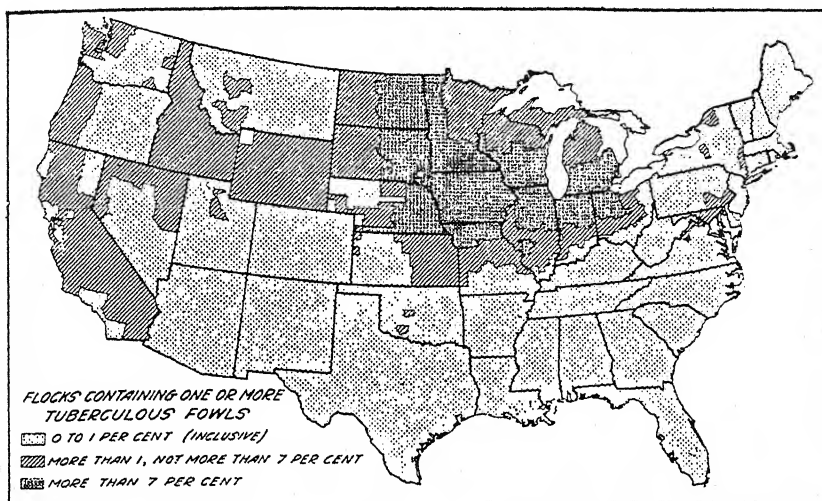 FLOCKS CONTAINING ONE OR MORE
TUBERCULOUS FOWLS
0 TO 1 PER CENT (INCLUSIVE)
MORE THAN 1, NOT MORE THAN 7 PER CENT
MORE THAN 7 PER CENT